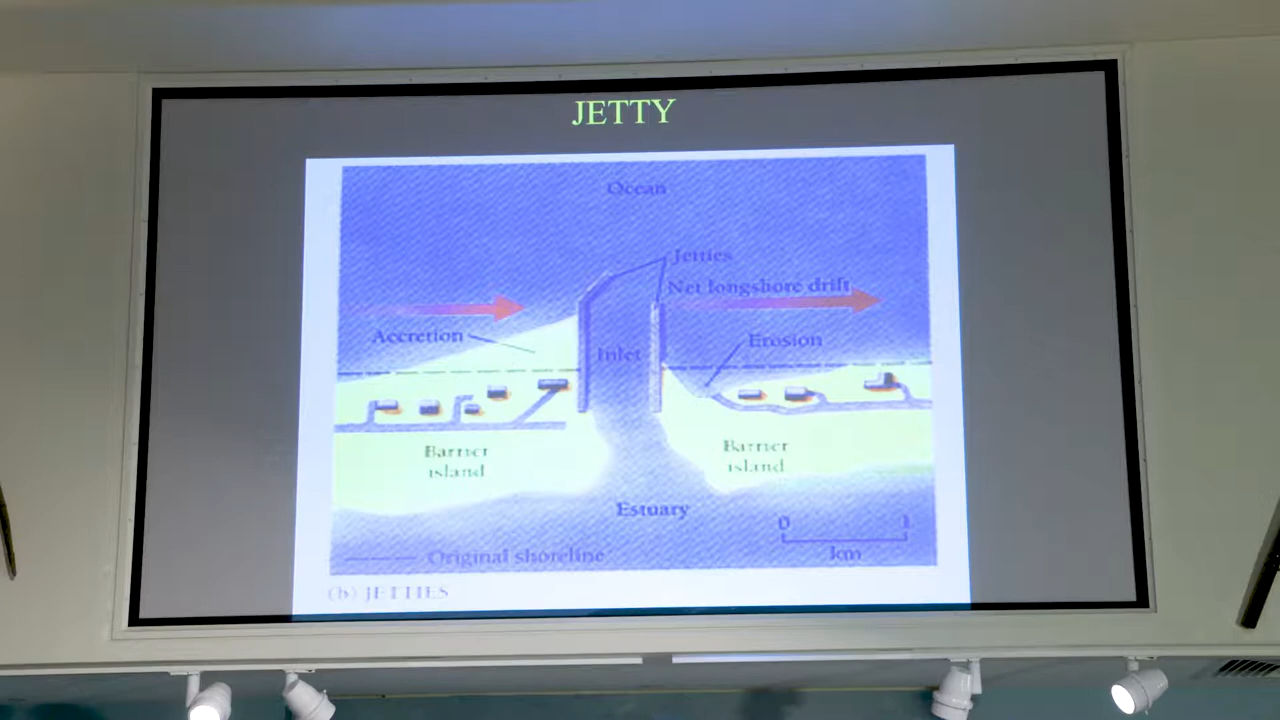 JETTY
Ocean
Jetties
Net longshore drift
Accretion
Inlet
Erosion
Barrier
island
Barrier
island
Estuary
0 1
km
Original shoreline
(b) JETTIES